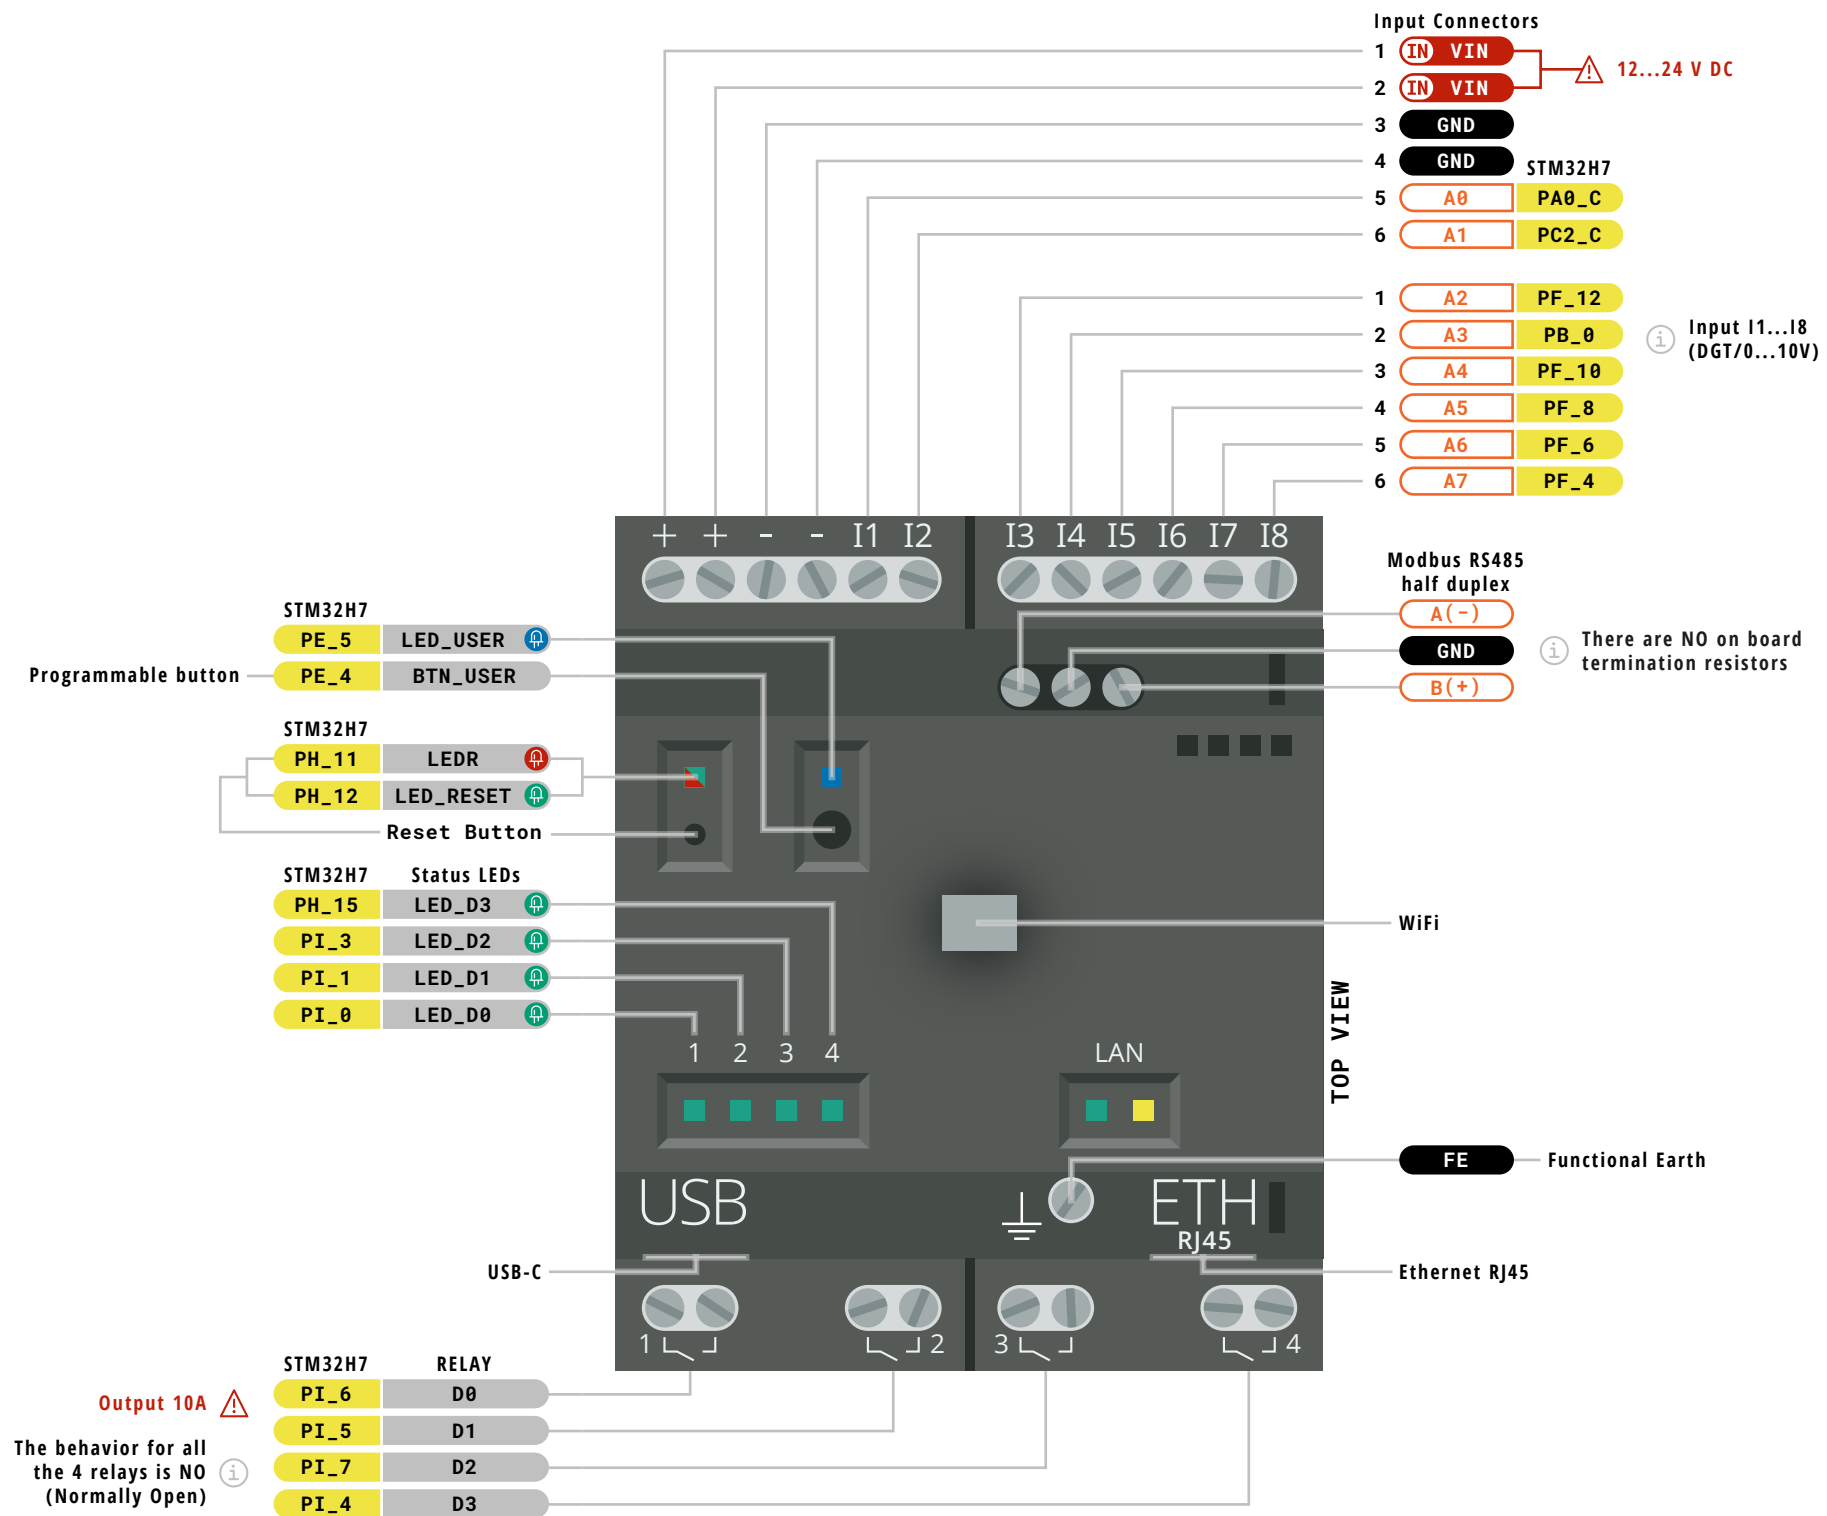 Input Connectors
1 IN VIN
12...24 V DC
2 IN VIN
3 GND
4 GND
STM32H7
5 A0 PA0_C
6 A1 PC2_C
1 A2 PF_12
2 A3 PB_0
Input I1...I8
(DGT/0...10V)
3 A4 PF_10
4 A5 PF_8
5 A6 PF_6
6 A7 PF_4
+ + - - I1 I2 I3 I4 I5 I6 I7 I8
Modbus RS485
half duplex
A(-)
GND
B(+)
There are NO on board
termination resistors
STM32H7
PE_5 LED_USER
Programmable button PE_4 BTN_USER
STM32H7
PH_11 LEDR
PH_12 LED_RESET
Reset Button
STM32H7 Status LEDs
PH_15 LED_D3
PI_3 LED_D2
PI_1 LED_D1
PI_0 LED_D0
WiFi
TOP VIEW
1 2 3 4
LAN
FE Functional Earth
USB
ETH
RJ45
USB-C
Ethernet RJ45
1 2 3 4
STM32H7 RELAY
Output 10A
PI_6 D0
PI_5 D1
PI_7 D2
PI_4 D3
The behavior for all
the 4 relays is NO
(Normally Open)